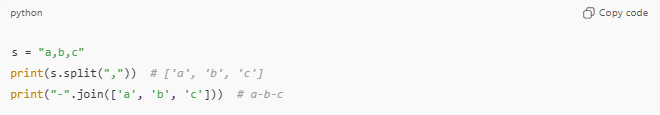 python
Copy code
s = "a,b,c"
print(s.split(","))  # ['a', 'b', 'c']
print("-".join(['a', 'b', 'c']))  # a-b-c